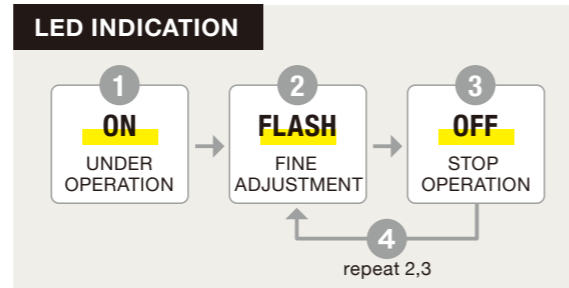 LED INDICATION
1
ON
UNDER
OPERATION
2
FLASH
FINE
ADJUSTMENT
3
OFF
STOP
OPERATION
4
repeat 2,3